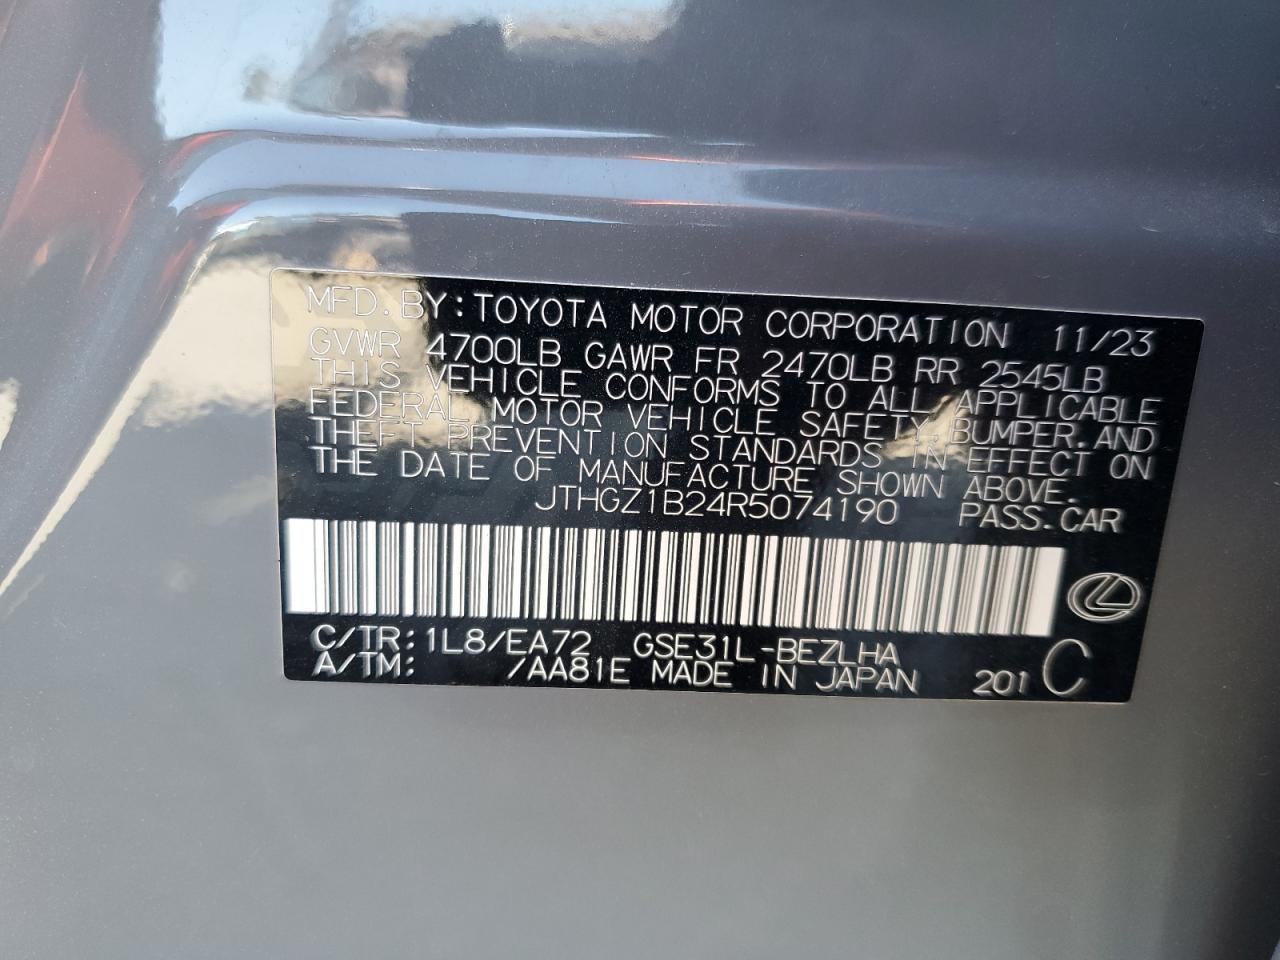 MFD. BY: TOYOTA MOTOR CORPORATION 11/23
GVWR 4700LB GAWR FR 2470LB RR 2545LB
THIS VEHICLE CONFORMS TO ALL APPLICABLE
FEDERAL MOTOR VEHICLE SAFETY, BUMPER, AND
THEFT PREVENTION STANDARDS IN EFFECT ON
THE DATE OF MANUFACTURE SHOWN ABOVE.
JTHGZ1B24R5074190 PASS.CAR
C/TR: 1L8/EA72 GSE31L-BEZLHA
A/TM: /AA81E MADE IN JAPAN 201 C